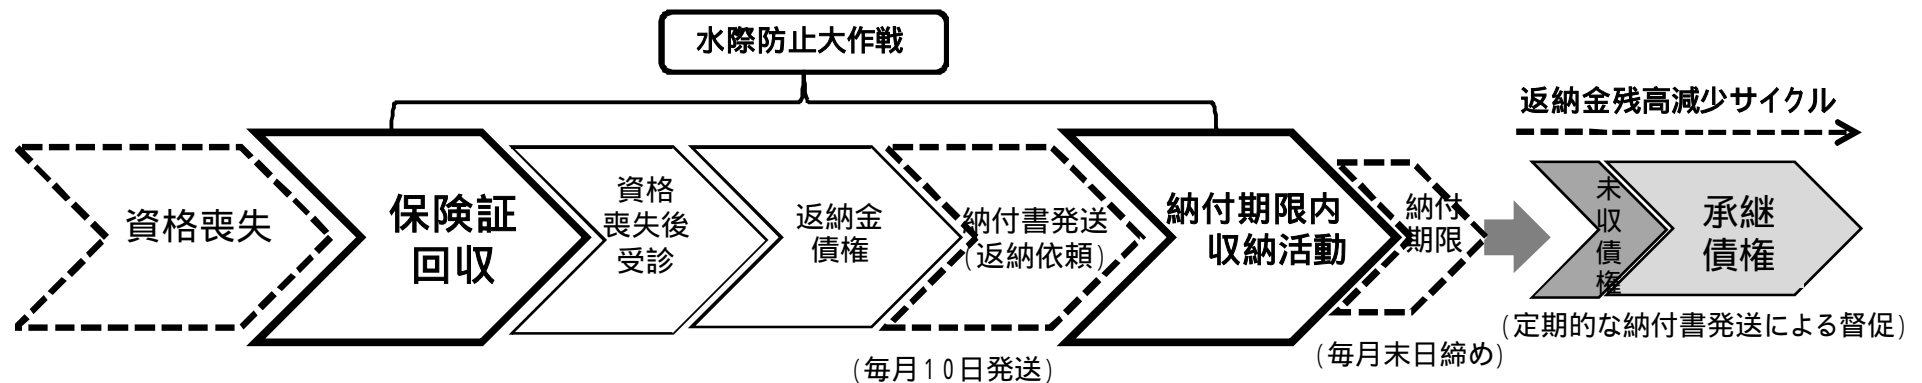 水際防止大作戦
返納金残高減少サイクル
資格喪失
保険証
回収
資格
喪失後
受診
返納金
債権
納付書発送
(返納依頼)
納付期限内
収納活動
納付
期限
未
収
債
権
承継
債権
(毎月10日発送)
(毎月末日締め)
(定期的な納付書発送による督促)